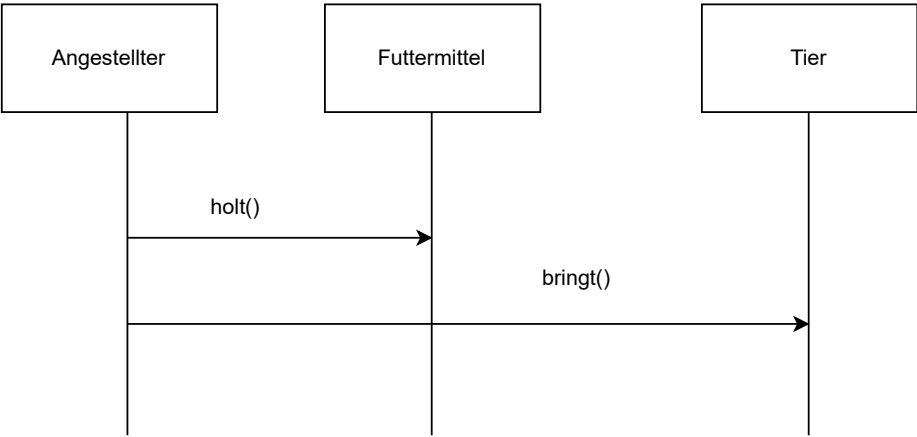 Angestellter
Futtermittel
Tier
holt()
bringt()